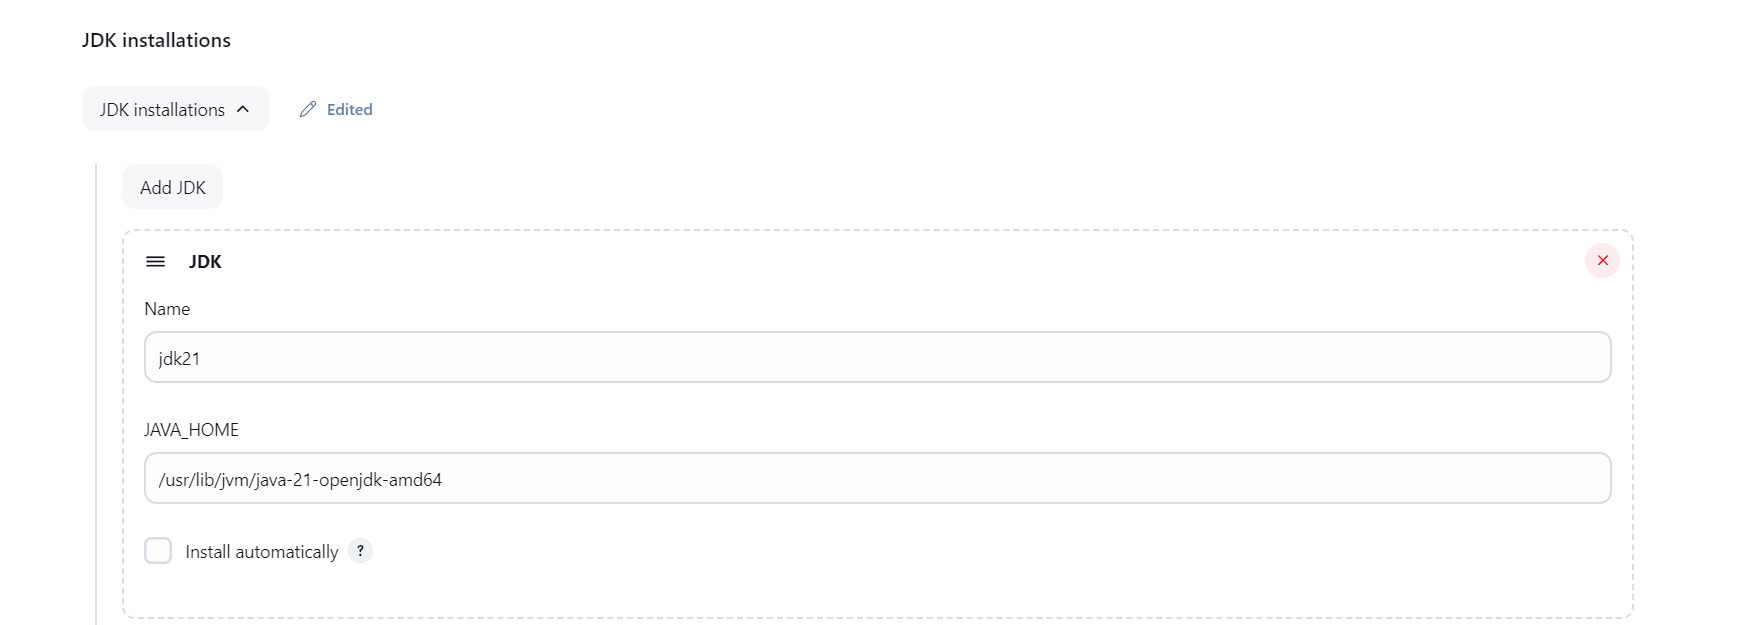 JDK installations
JDK installations
Edited
Add JDK
JDK
Name
jdk21
JAVA_HOME
/usr/lib/jvm/java-21-openjdk-amd64
Install automatically ?